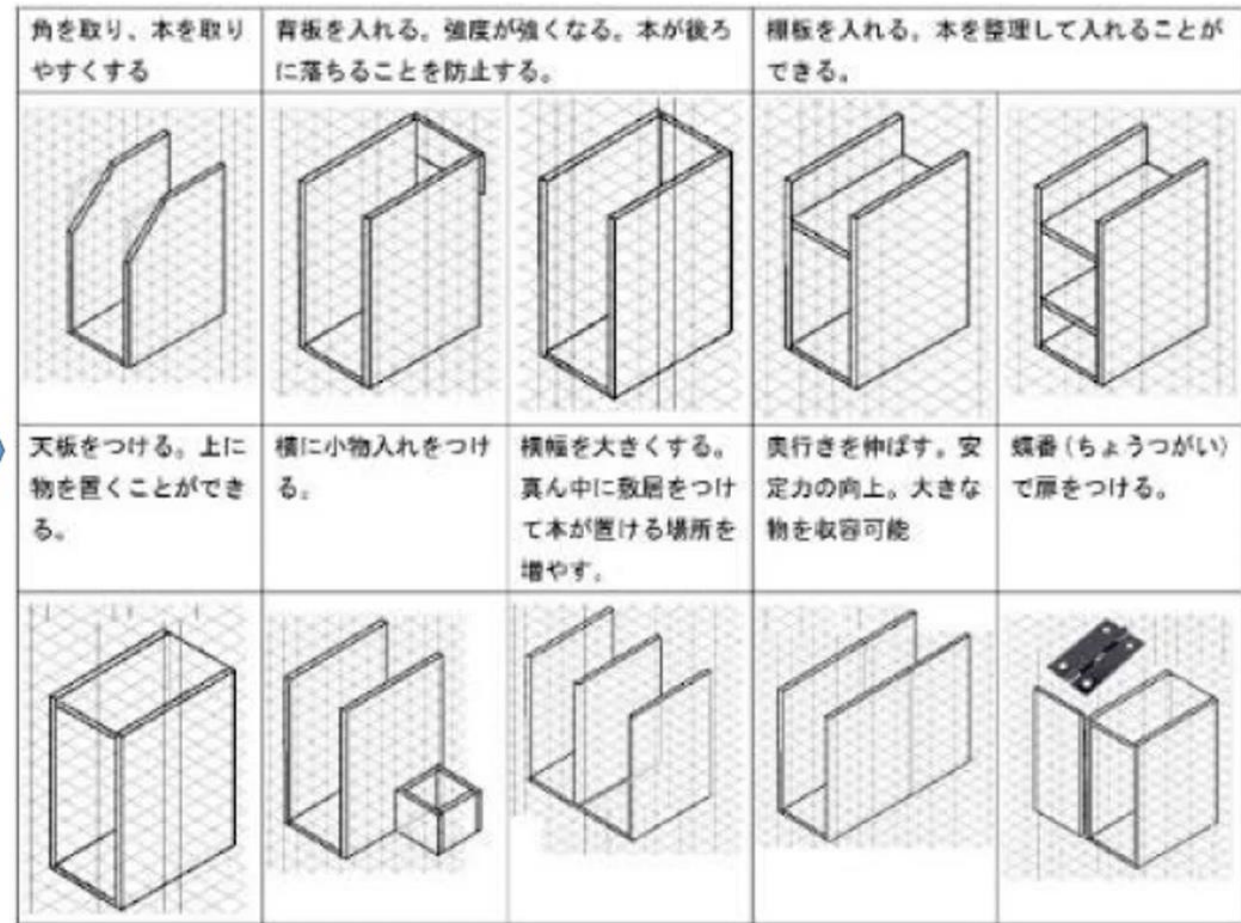 角を取り、本を取り
やすくする
背板を入れる。強度が強くなる。本が後ろ
に落ちることを防止する。
棚板を入れる。本を整理して入れることが
できる。
天板をつける。上に
物を置くことができ
る。
横に小物入れをつけ
る。
横幅を大きくする。
真ん中に敷居をつけ
て本が置ける場所を
増やす。
奥行きを伸ばす。安
定力の向上。大きな
物を収容可能
蝶番(ちょうつがい)
で扉をつける。